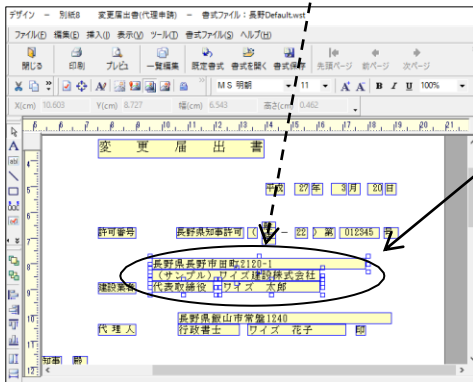 デザイン － 別紙8 変更届出書(代理申請) － 書式ファイル：長野Default.wst
ファイル(F) 編集(E) 挿入(I) 表示(V) ツール(T) 書式ファイル(S) ヘルプ(H)
閉じる 印刷 プレビュー 一覧編集 既定書式 書式を開く 書式保存 先頭ページ 前ページ 次ページ
ＭＳ 明朝 11 A A B I U 100%
X(cm) 10.603 Y(cm) 8.727 幅(cm) 6.543 高さ(cm) 0.462
変 更 届 出 書
平成 27年 3月 20日
許可番号 長野県知事許可 ( － 22 ) 第 012345 号
長野県長野市田町2120-1
(サンプル) ワイズ建設株式会社
建設業者 代表取締役 ワイズ 太郎
長野県飯山市常盤1240
代 理 人 行政書士 ワイズ 花子 印
知事 殿